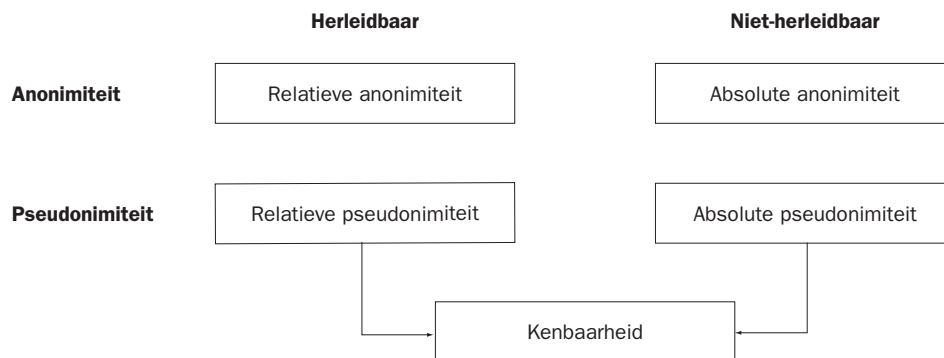 Herleidbaar Niet-herleidbaar
Anonimiteit Relatieve anonimiteit Absolute anonimiteit
Pseudonimiteit Relatieve pseudonimiteit Absolute pseudonimiteit
Kenbaarheid